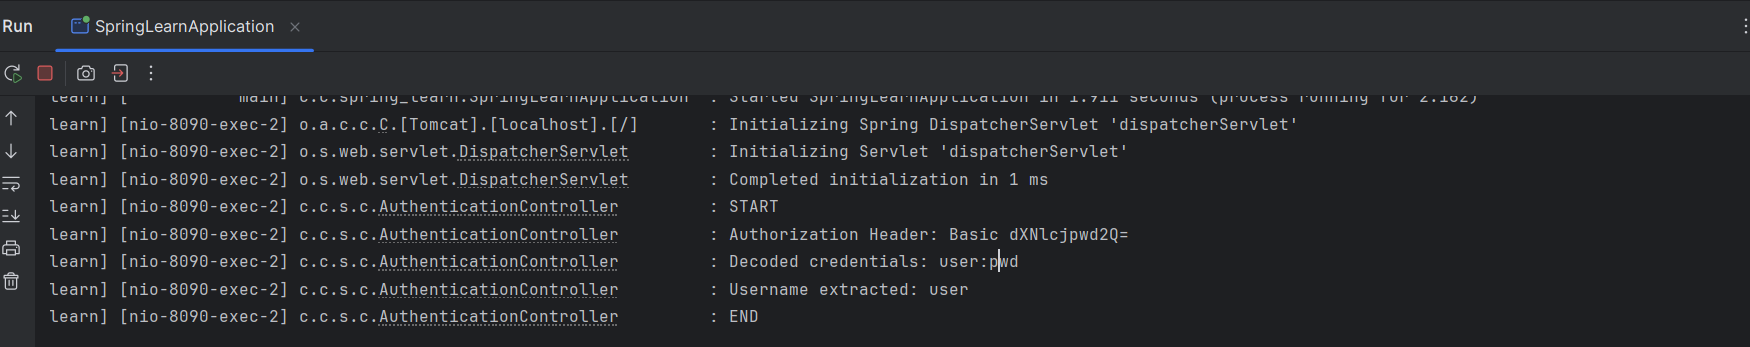 Run SpringLearnApplication
learn] [           main] c.c.spring_learn.SpringLearnApplication  : Started SpringLearnApplication in 1.911 seconds (process running for 2.162)
learn] [nio-8090-exec-2] o.a.c.c.C.[Tomcat].[localhost].[/]       : Initializing Spring DispatcherServlet 'dispatcherServlet'
learn] [nio-8090-exec-2] o.s.web.servlet.DispatcherServlet        : Initializing Servlet 'dispatcherServlet'
learn] [nio-8090-exec-2] o.s.web.servlet.DispatcherServlet        : Completed initialization in 1 ms
learn] [nio-8090-exec-2] c.c.s.c.AuthenticationController         : START
learn] [nio-8090-exec-2] c.c.s.c.AuthenticationController         : Authorization Header: Basic dXNlcjpwd2Q=
learn] [nio-8090-exec-2] c.c.s.c.AuthenticationController         : Decoded credentials: user:pwd
learn] [nio-8090-exec-2] c.c.s.c.AuthenticationController         : Username extracted: user
learn] [nio-8090-exec-2] c.c.s.c.AuthenticationController         : END